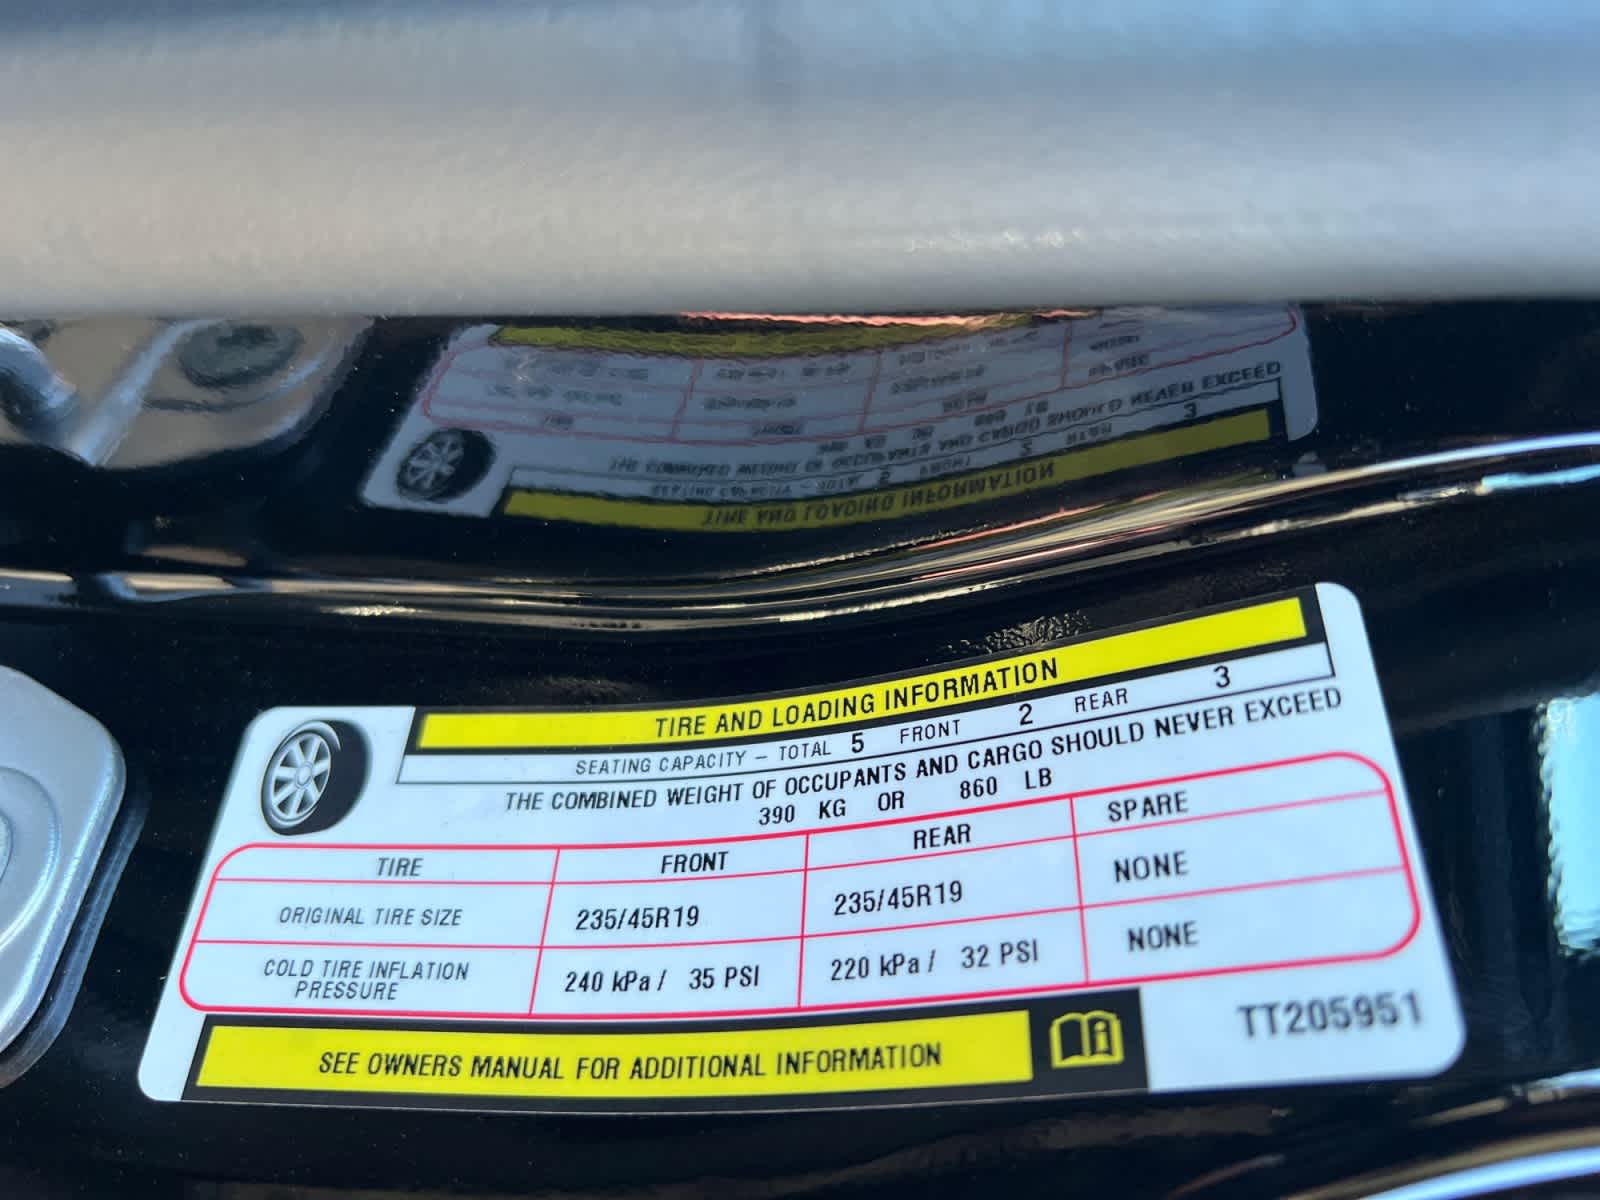 TIRE AND LOADING INFORMATION
SEATING CAPACITY – TOTAL 5 FRONT 2 REAR 3
THE COMBINED WEIGHT OF OCCUPANTS AND CARGO SHOULD NEVER EXCEED
390 KG OR 860 LB
TIRE FRONT REAR SPARE
ORIGINAL TIRE SIZE 235/45R19 235/45R19 NONE
COLD TIRE INFLATION PRESSURE 240 kPa / 35 PSI 220 kPa / 32 PSI NONE
SEE OWNERS MANUAL FOR ADDITIONAL INFORMATION
TT205951